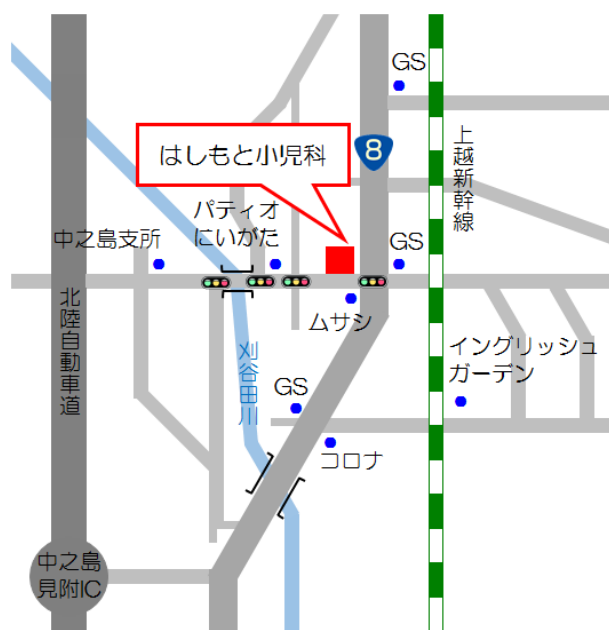 GS
はしもと小児科
8
上越新幹線
パティオ
にいがた
中之島支所
GS
北陸自動車道
ムサシ
刈谷田川
イングリッシュ
ガーデン
GS
コロナ
中之島
見附IC